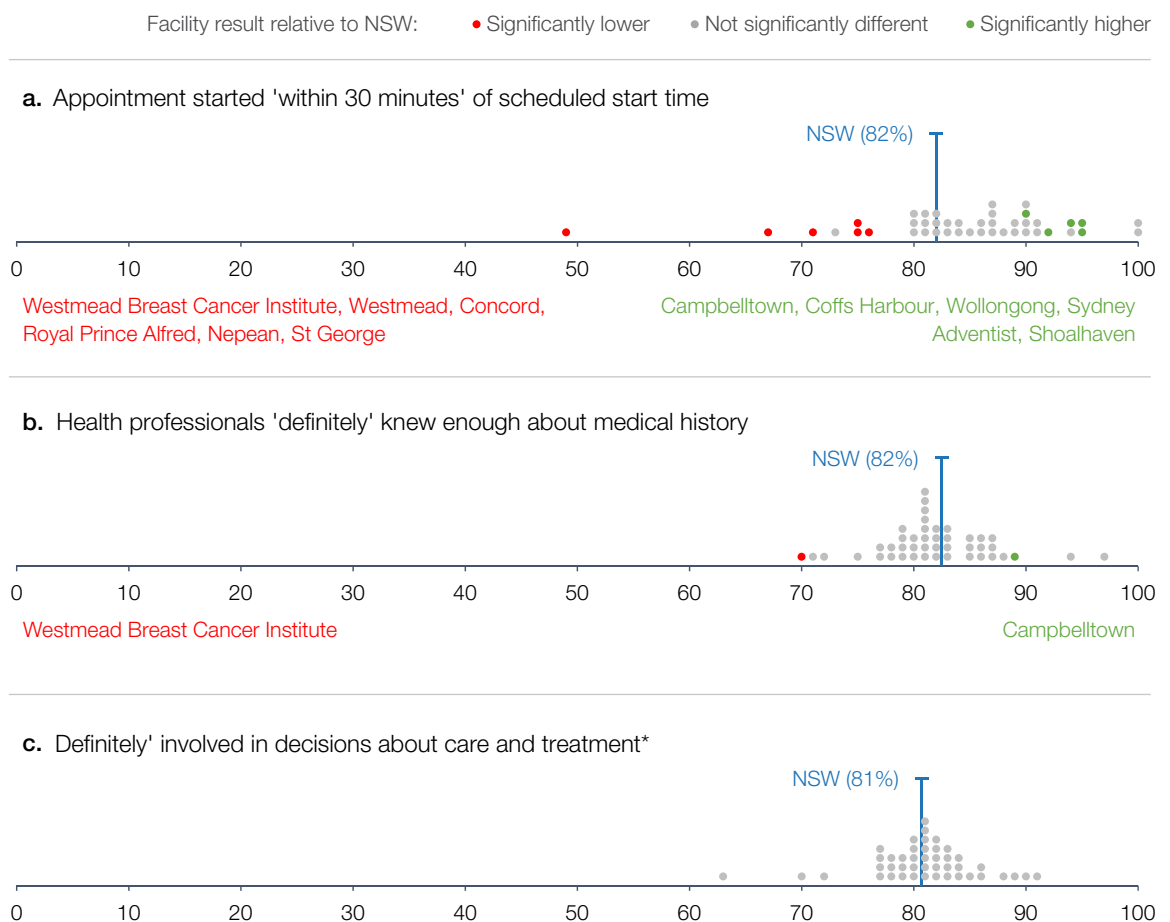 Facility result relative to NSW: Significantly lower Not significantly different Significantly higher
a. Appointment started 'within 30 minutes' of scheduled start time
NSW (82%)
0 10 20 30 40 50 60 70 80 90 100
Westmead Breast Cancer Institute, Westmead, Concord,
Royal Prince Alfred, Nepean, St George
Campbelltown, Coffs Harbour, Wollongong, Sydney
Adventist, Shoalhaven
b. Health professionals 'definitely' knew enough about medical history
NSW (82%)
0 10 20 30 40 50 60 70 80 90 100
Westmead Breast Cancer Institute
Campbelltown
c. Definitely' involved in decisions about care and treatment*
NSW (81%)
0 10 20 30 40 50 60 70 80 90 100